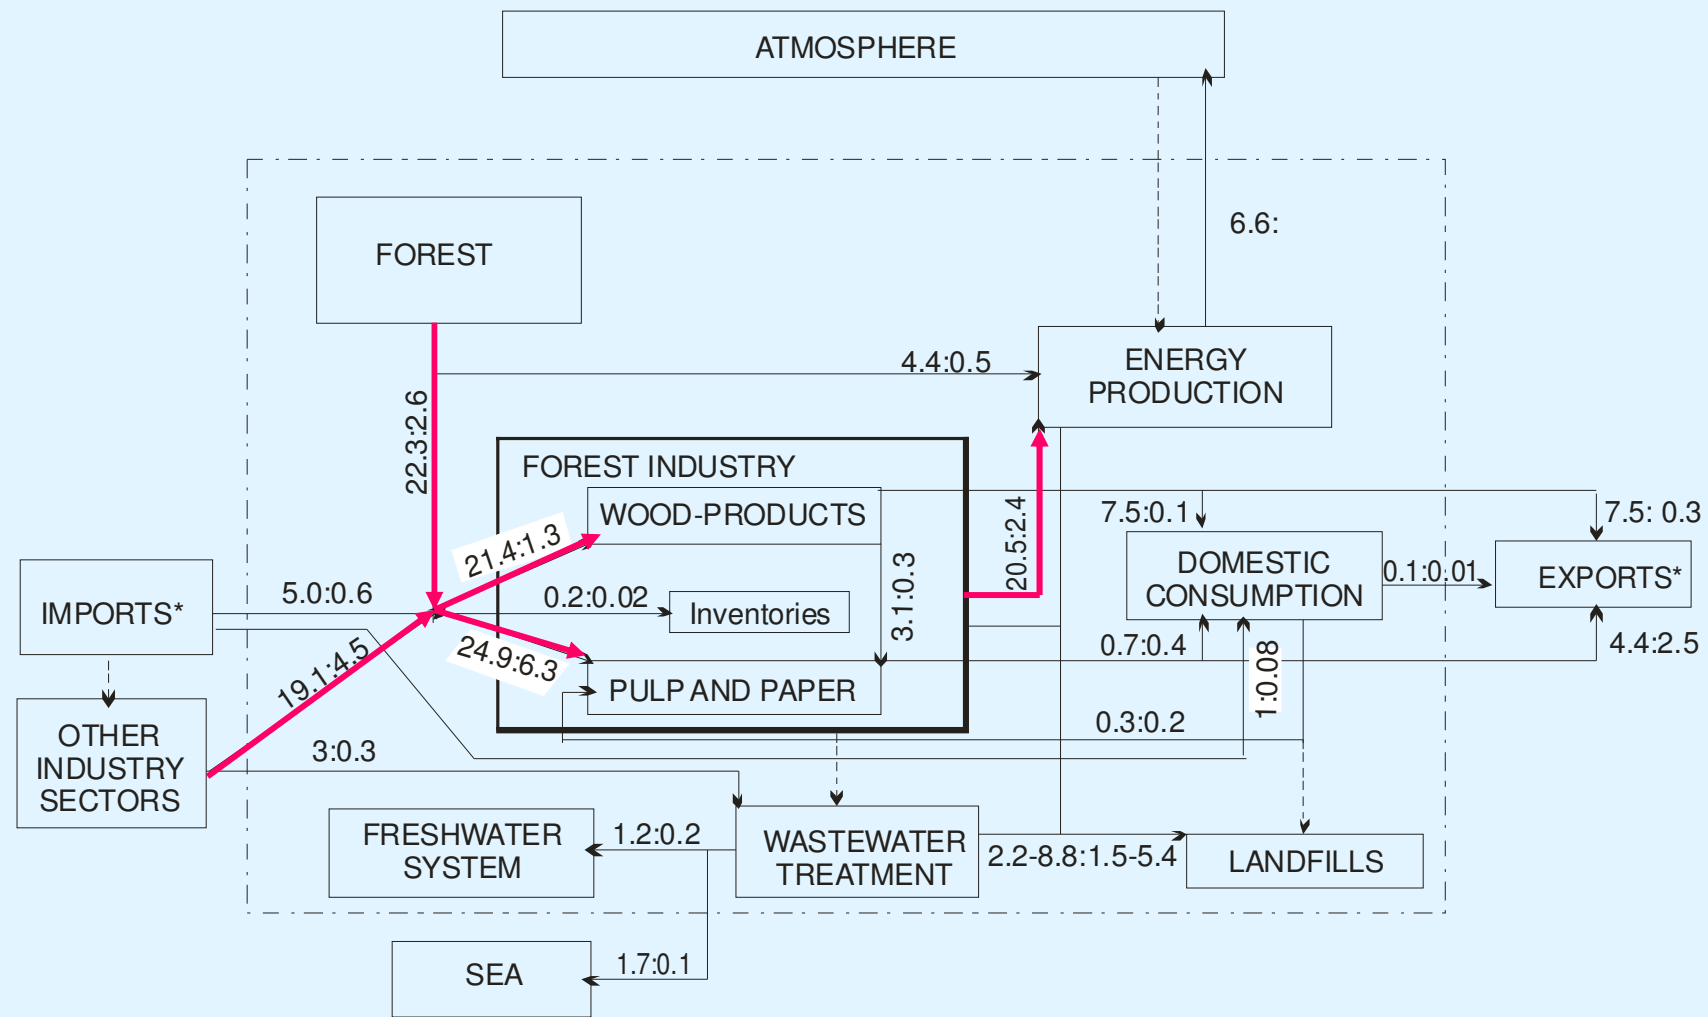 ATMOSPHERE
6.6:
FOREST
4.4:0.5
ENERGY
PRODUCTION
22.3:2.6
FOREST INDUSTRY
WOOD-PRODUCTS
21.4:1.3
20.5:2.4
7.5:0.1
7.5: 0.3
IMPORTS*
5.0:0.6
0.2:0.02
Inventories
3.1:0.3
DOMESTIC
CONSUMPTION
0.1:0.01
EXPORTS*
24.9:6.3
0.7:0.4
1:0.08
4.4:2.5
19.1:4.5
PULP AND PAPER
0.3:0.2
OTHER
INDUSTRY
SECTORS
3:0.3
FRESHWATER
SYSTEM
1.2:0.2
WASTEWATER
TREATMENT
2.2-8.8:1.5-5.4
LANDFILLS
SEA
1.7:0.1